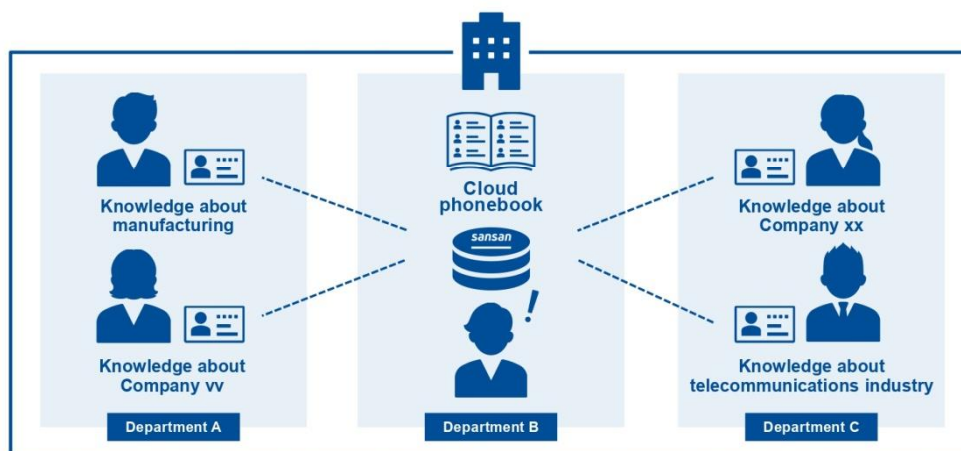 Knowledge about
manufacturing
Knowledge about
Company vv
Department A
Cloud
phonebook
sansan
Department B
Knowledge about
Company xx
Knowledge about
telecommunications industry
Department C